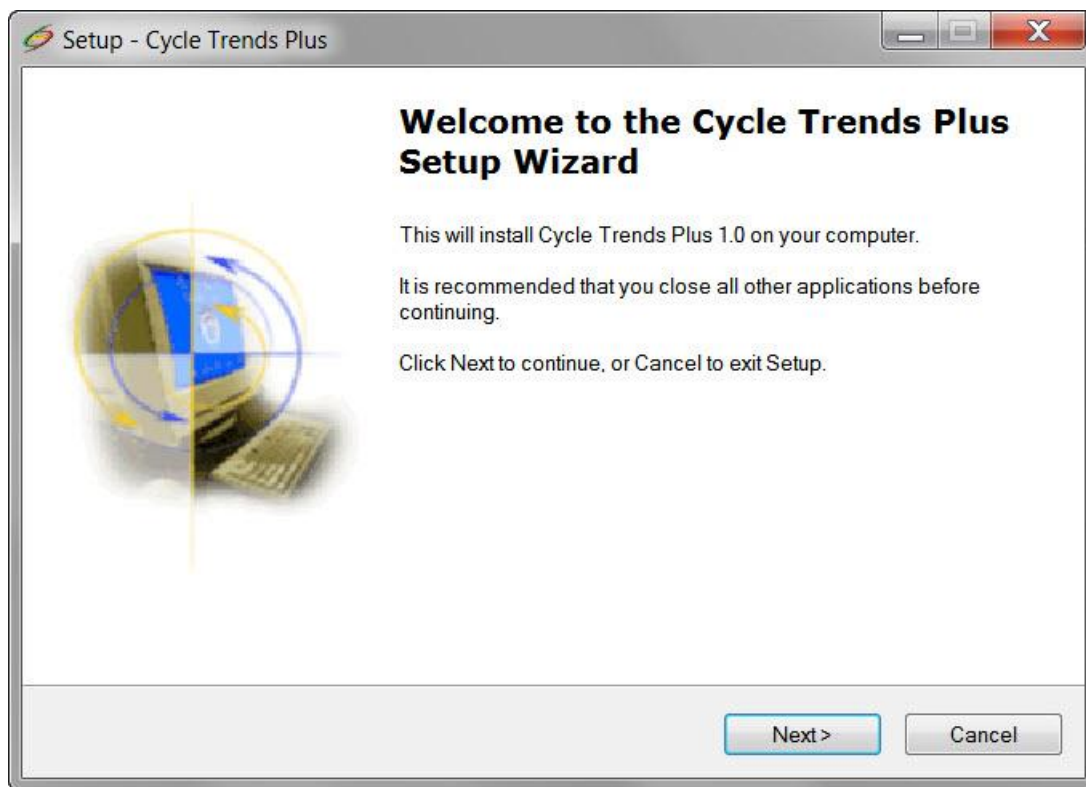 Setup - Cycle Trends Plus
Welcome to the Cycle Trends Plus
Setup Wizard
This will install Cycle Trends Plus 1.0 on your computer.
It is recommended that you close all other applications before
continuing.
Click Next to continue, or Cancel to exit Setup.
Next >
Cancel